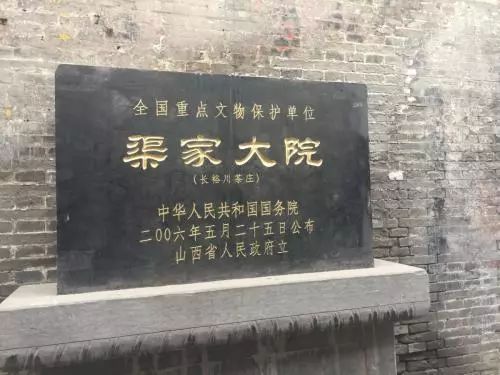 全国重点文物保护单位
渠家大院
(长裕川茶庄)
中华人民共和国国务院
二00六年五月二十五日公布
山西省人民政府立